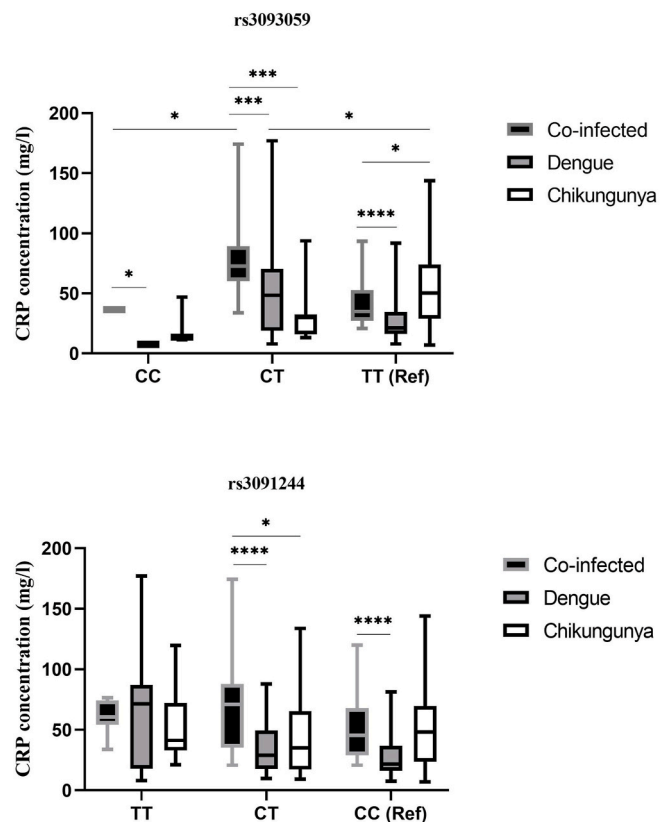 rs3093059
***
***
*
*
*
****
*
200
150
100
50
0
CRP concentration (mg/l)
CC
CT
TT (Ref)
Co-infected
Dengue
Chikungunya
rs3091244
*
****
****
200
150
100
50
0
CRP concentration (mg/l)
TT
CT
CC (Ref)
Co-infected
Dengue
Chikungunya